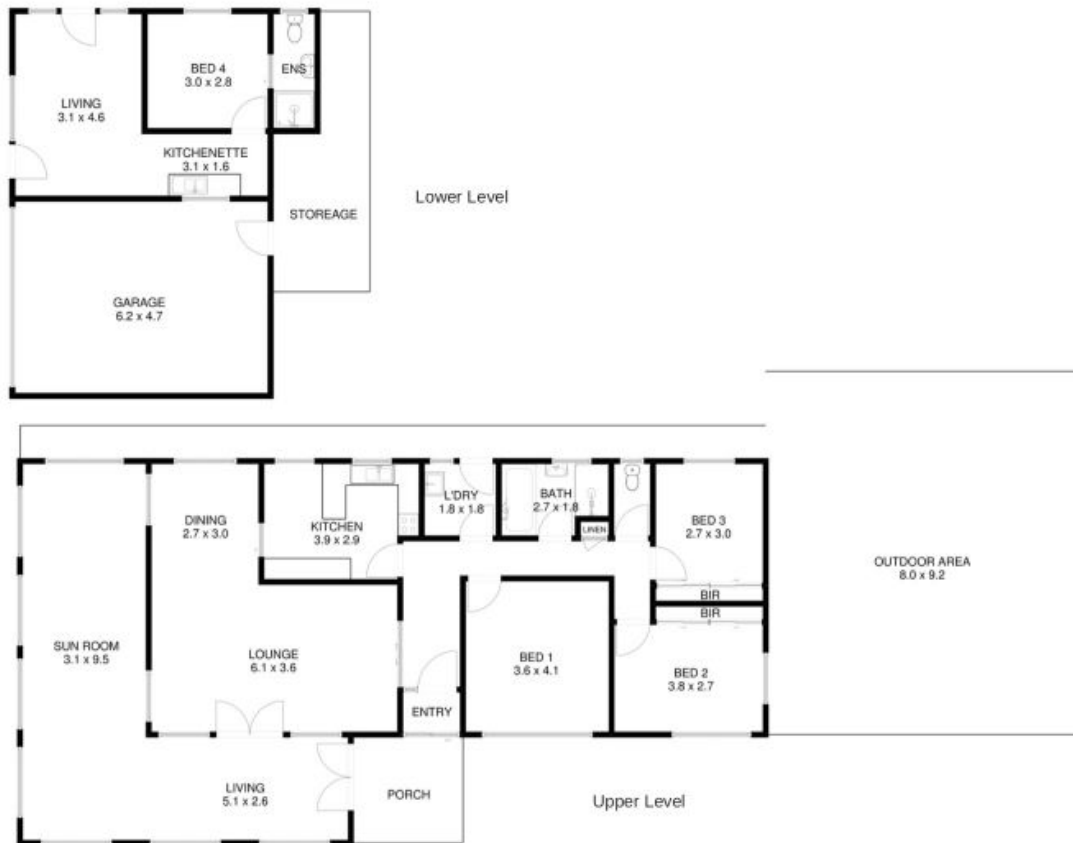 BED 4
3.0 x 2.8
ENS
LIVING
3.1 x 4.6
KITCHENETTE
3.1 x 1.6
Lower Level
STOREAGE
GARAGE
6.2 x 4.7
DINING
2.7 x 3.0
KITCHEN
3.9 x 2.9
L'DRY
1.8 x 1.8
BATH
2.7 x 1.8
LINEN
BED 3
2.7 x 3.0
BIR
BIR
OUTDOOR AREA
8.0 x 9.2
SUN ROOM
3.1 x 9.5
LOUNGE
6.1 x 3.6
BED 1
3.6 x 4.1
BED 2
3.8 x 2.7
ENTRY
LIVING
5.1 x 2.6
PORCH
Upper Level